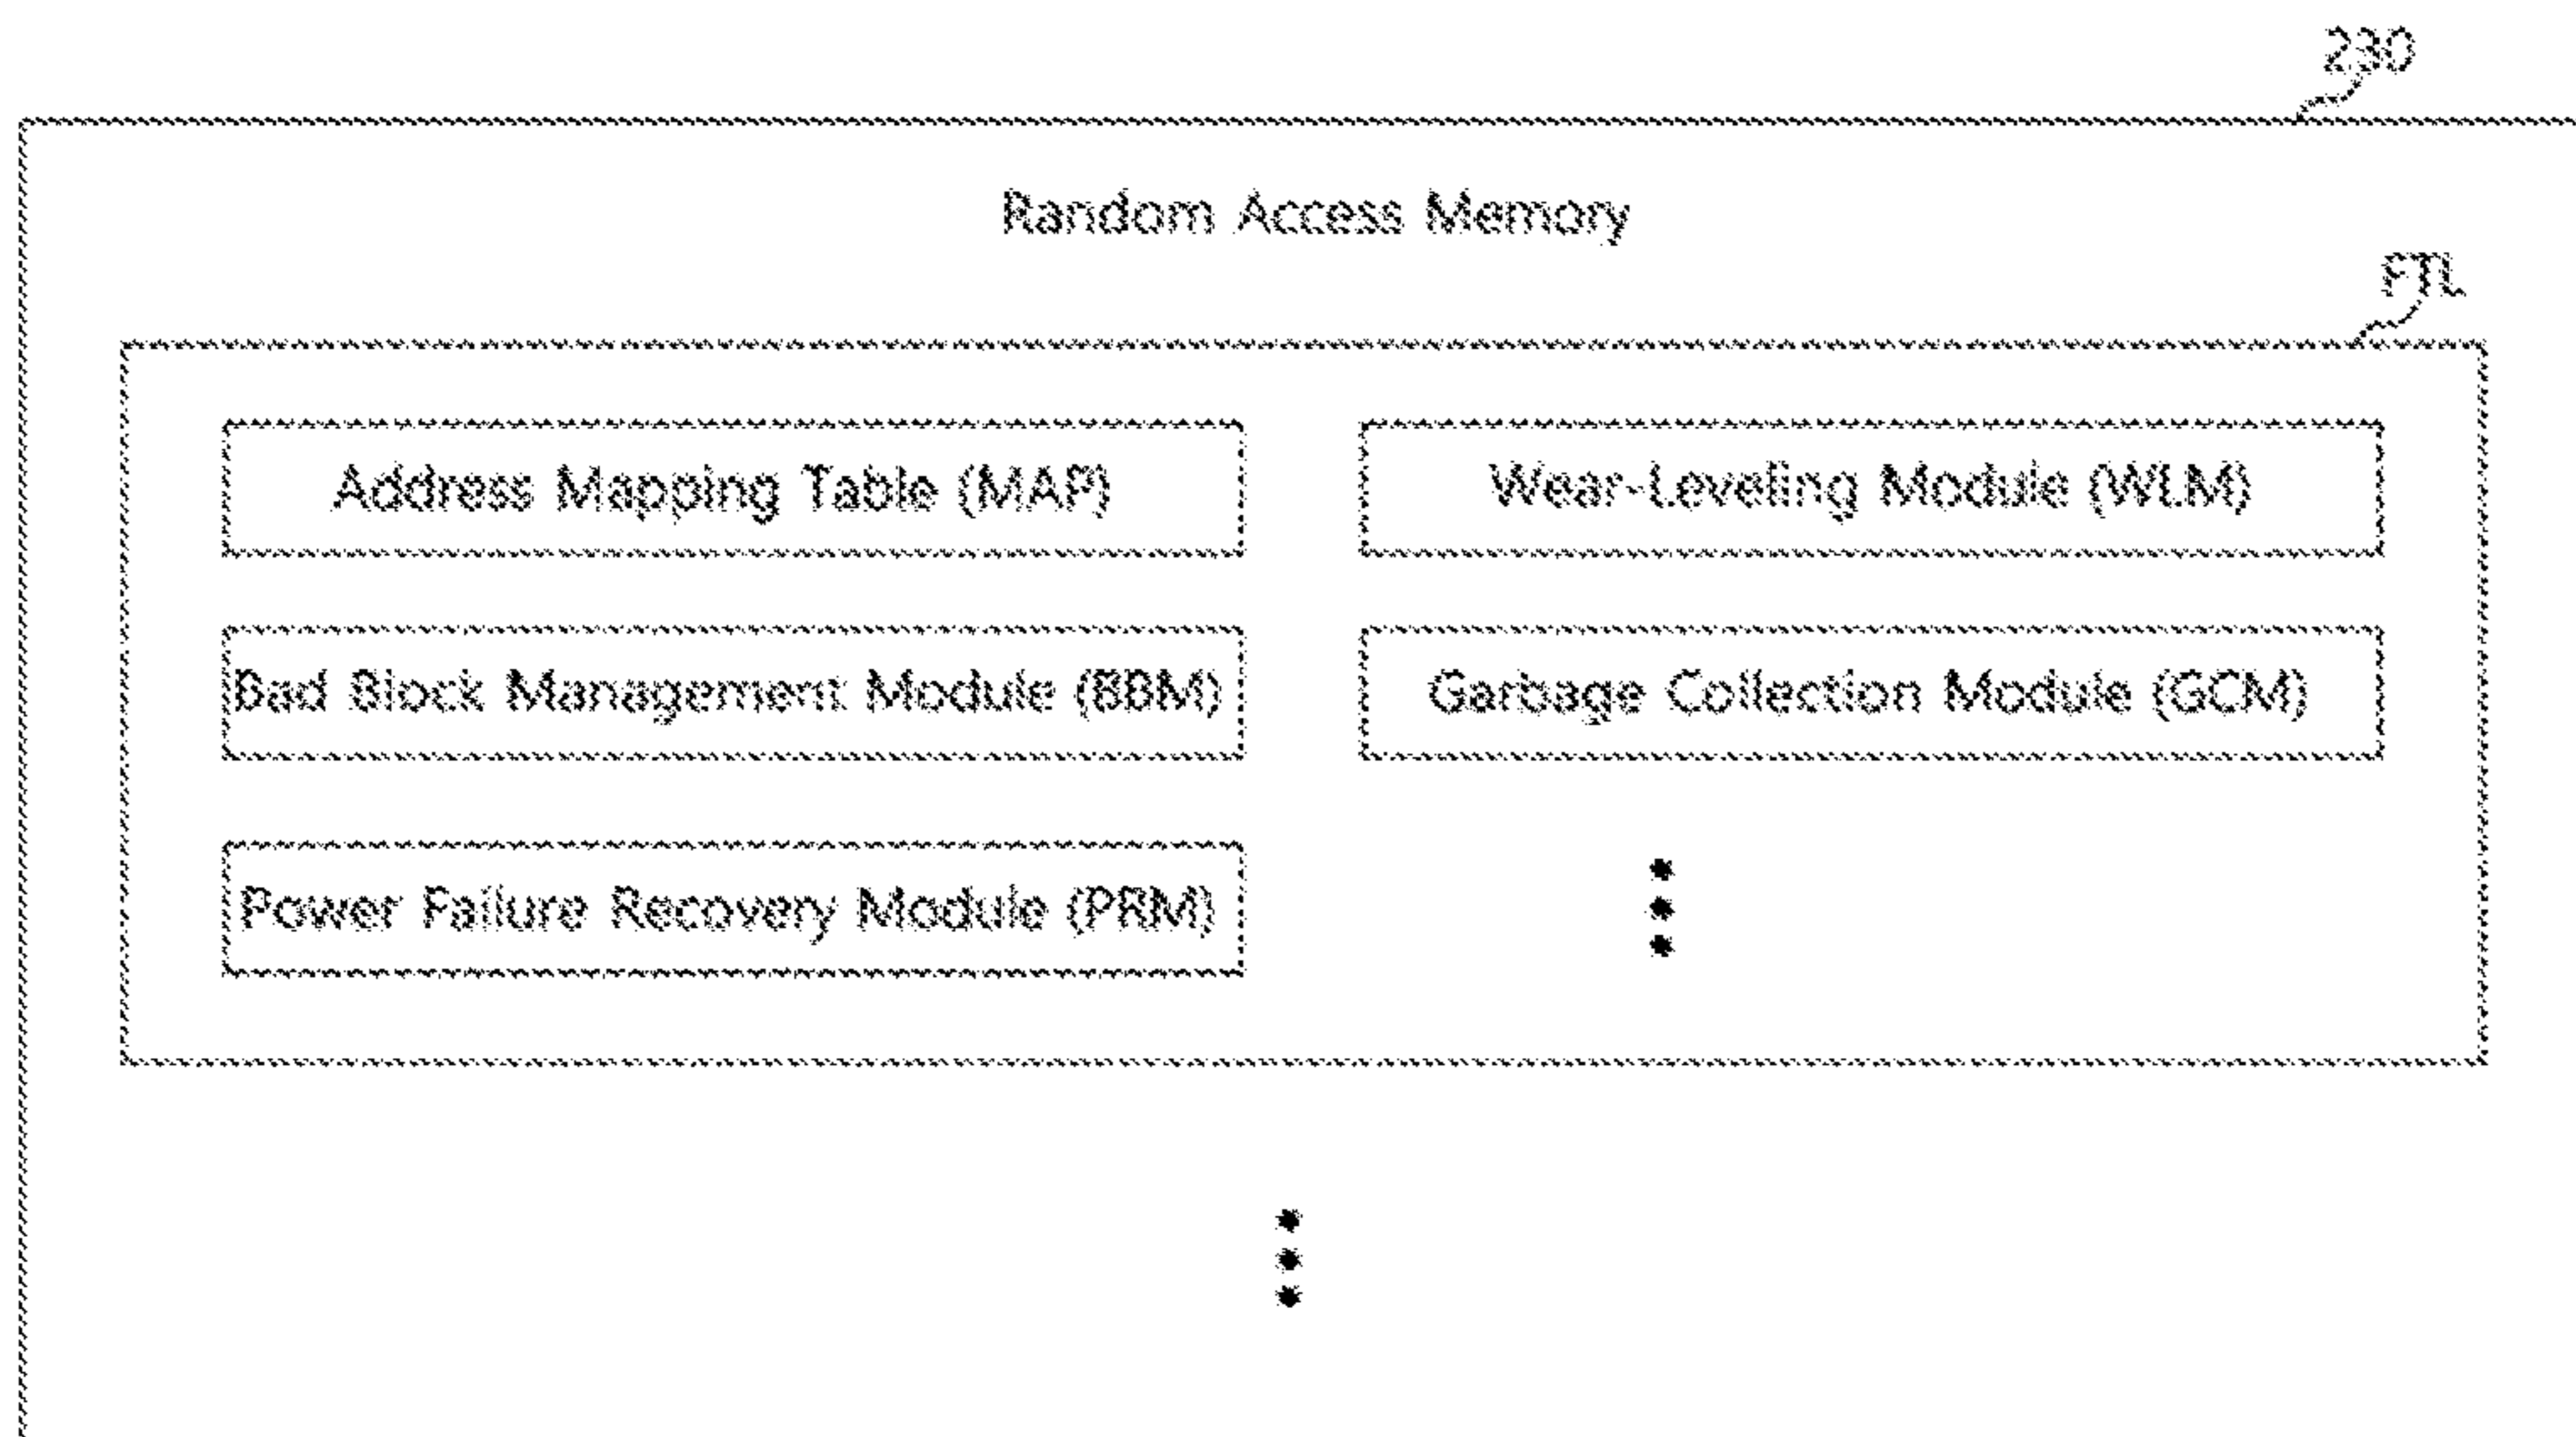 230
Random Access Memory
FTL
Address Mapping Table (MAP)
Wear-Leveling Module (WLM)
Bad Block Management Module (BBM)
Garbage Collection Module (GCM)
Power Failure Recovery Module (PRM)